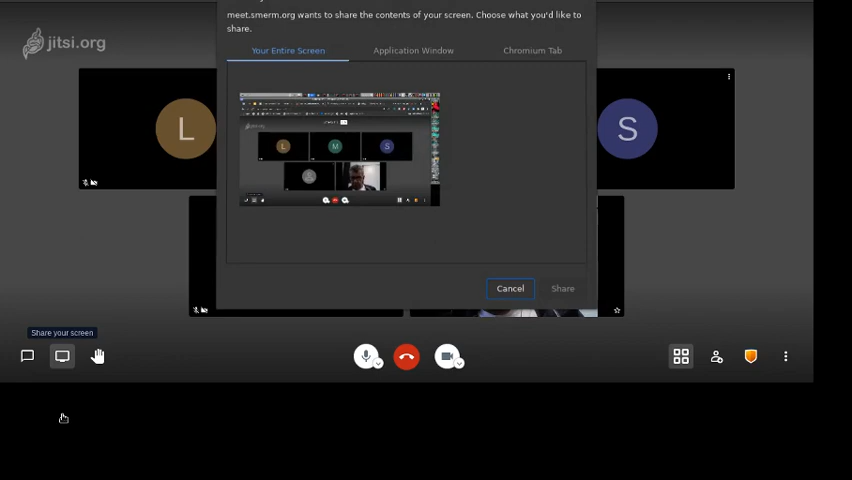 meet.smerm.org wants to share the contents of your screen. Choose what you'd like to
share.
jitsi.org
Your Entire Screen
Application Window
Chromium Tab
L
S
L
M
S
Cancel
Share
Share your screen